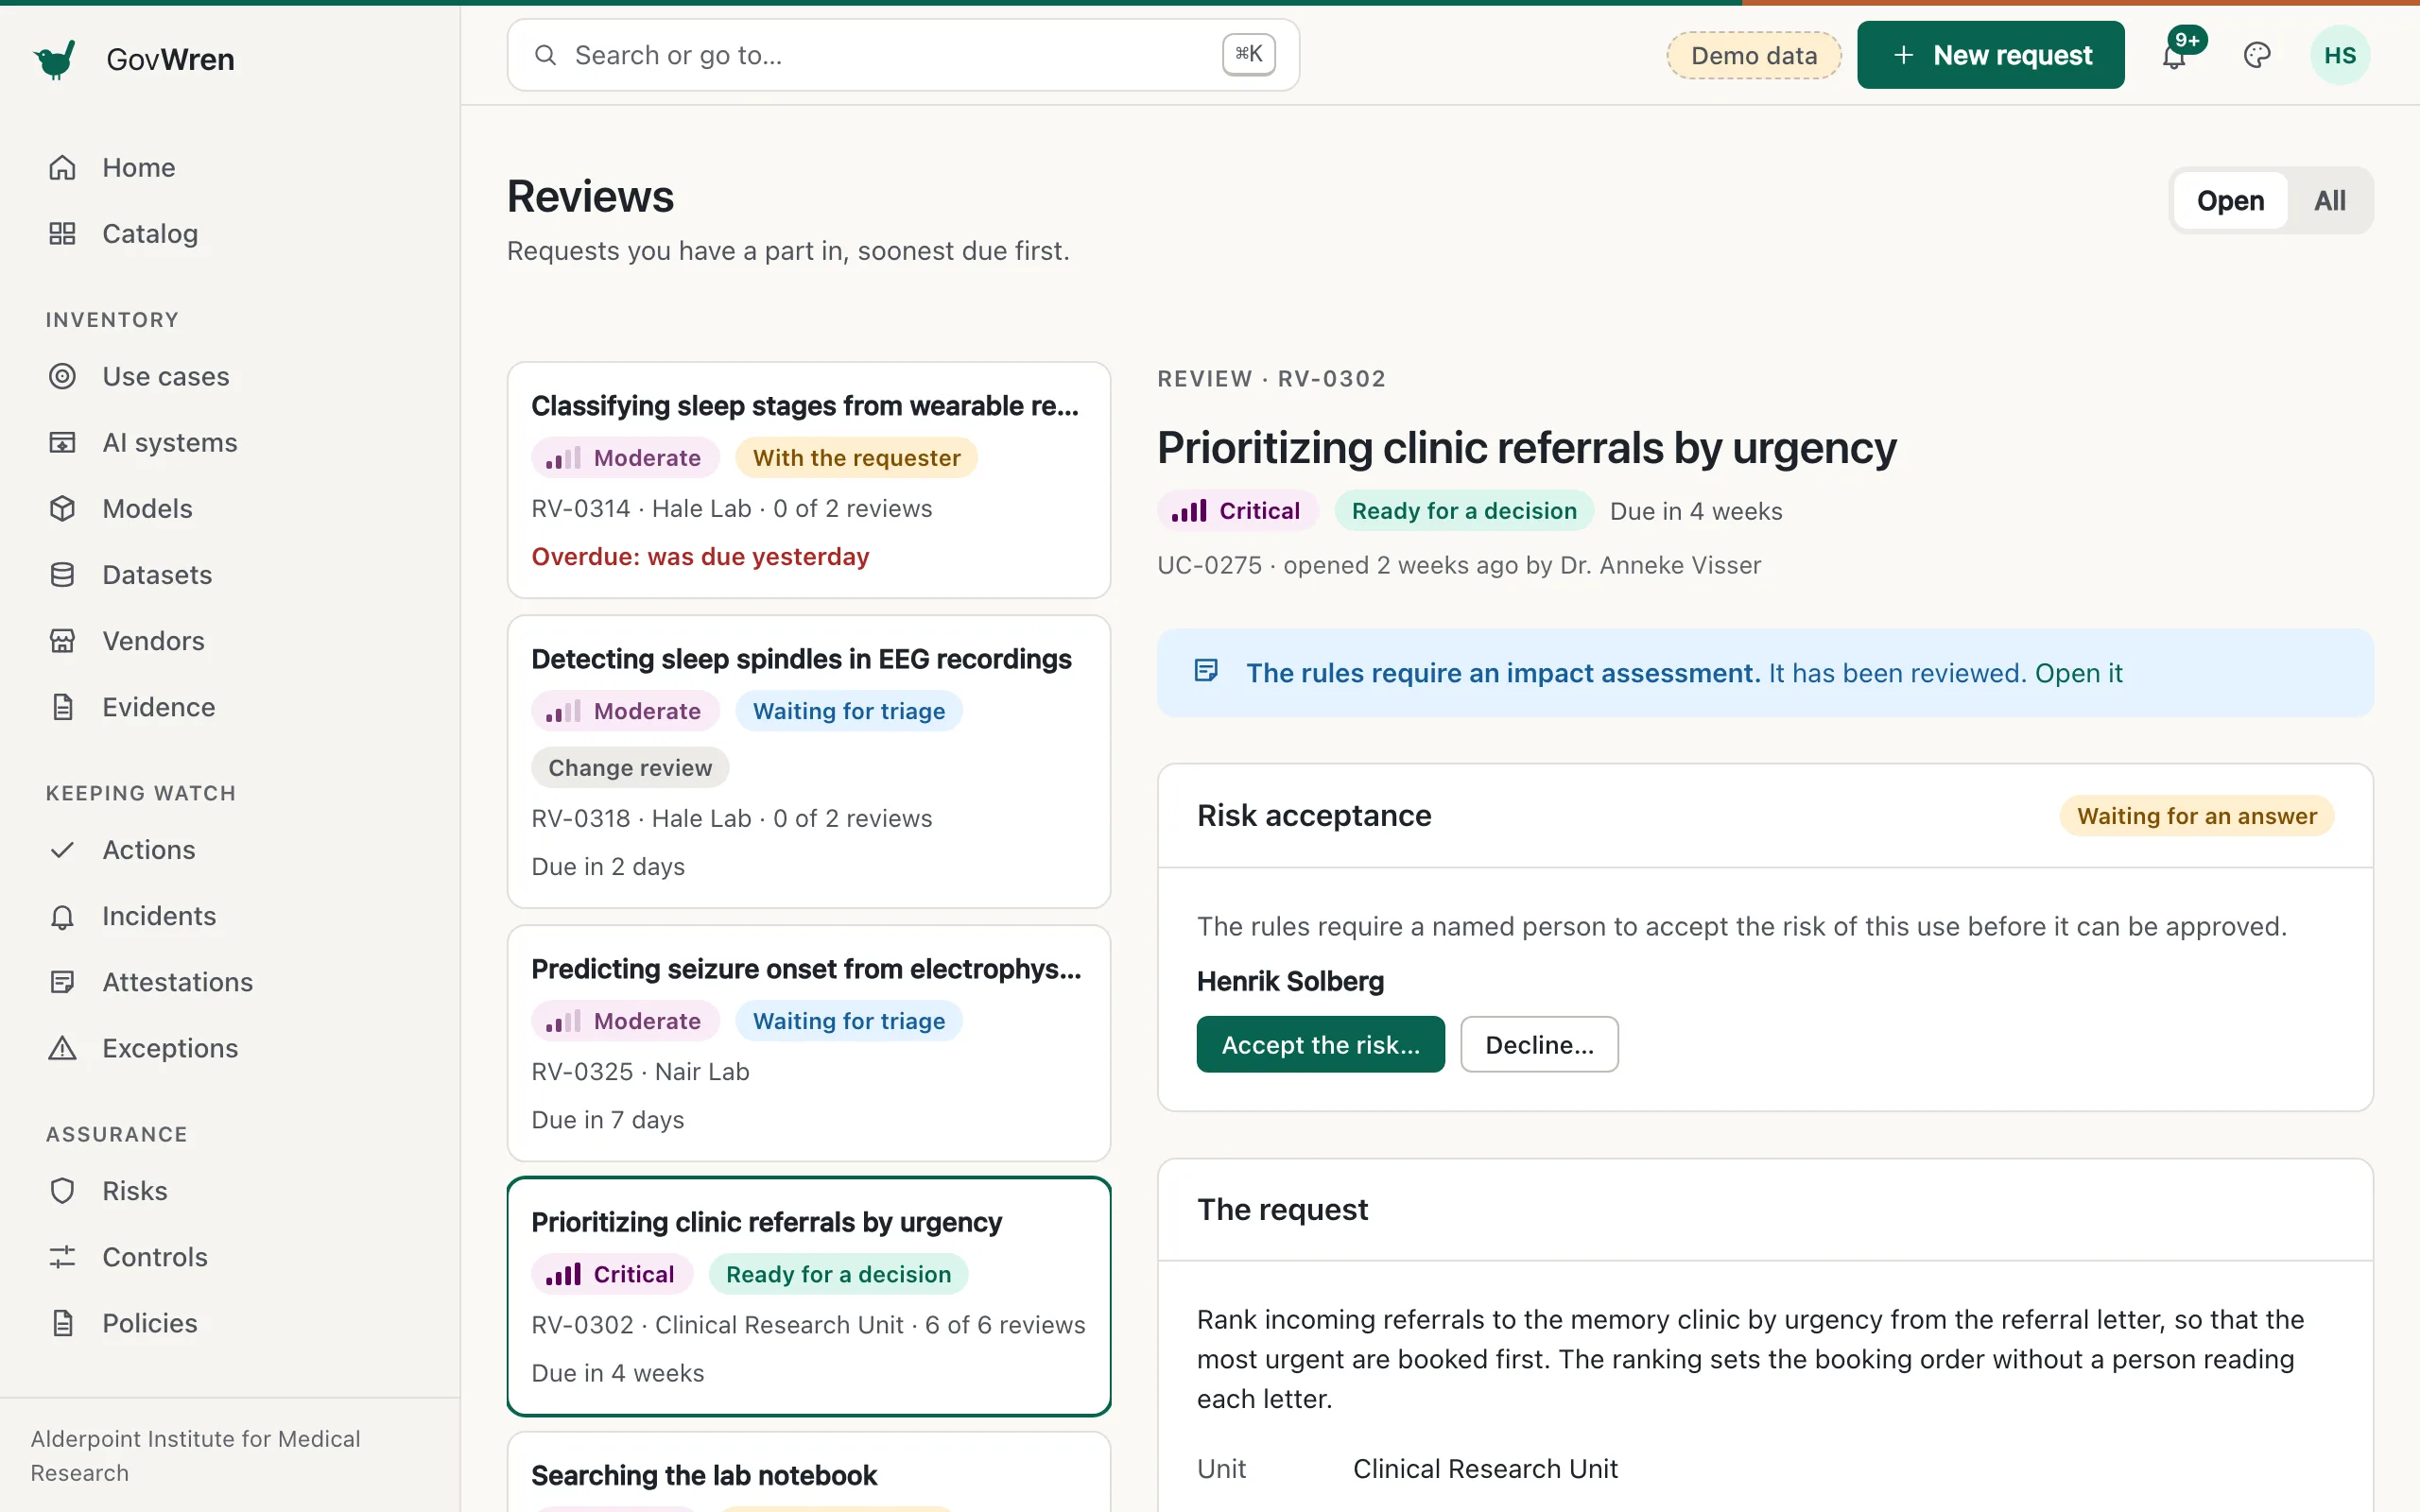 GovWren
Search or go to...
⌘K
Demo data
+ New request
9+
HS
Home
Catalog
INVENTORY
Use cases
AI systems
Models
Datasets
Vendors
Evidence
KEEPING WATCH
Actions
Incidents
Attestations
Exceptions
ASSURANCE
Risks
Controls
Policies
Alderpoint Institute for Medical
Research
Reviews
Requests you have a part in, soonest due first.
Open
All
Classifying sleep stages from wearable re...
Moderate
With the requester
RV-0314 · Hale Lab · 0 of 2 reviews
Overdue: was due yesterday
Detecting sleep spindles in EEG recordings
Moderate
Waiting for triage
Change review
RV-0318 · Hale Lab · 0 of 2 reviews
Due in 2 days
Predicting seizure onset from electrophys...
Moderate
Waiting for triage
RV-0325 · Nair Lab
Due in 7 days
Prioritizing clinic referrals by urgency
Critical
Ready for a decision
RV-0302 · Clinical Research Unit · 6 of 6 reviews
Due in 4 weeks
Searching the lab notebook
REVIEW · RV-0302
Prioritizing clinic referrals by urgency
Critical
Ready for a decision
Due in 4 weeks
UC-0275 · opened 2 weeks ago by Dr. Anneke Visser
The rules require an impact assessment. It has been reviewed. Open it
Risk acceptance
Waiting for an answer
The rules require a named person to accept the risk of this use before it can be approved.
Henrik Solberg
Accept the risk...
Decline...
The request
Rank incoming referrals to the memory clinic by urgency from the referral letter, so that the
most urgent are booked first. The ranking sets the booking order without a person reading
each letter.
Unit
Clinical Research Unit